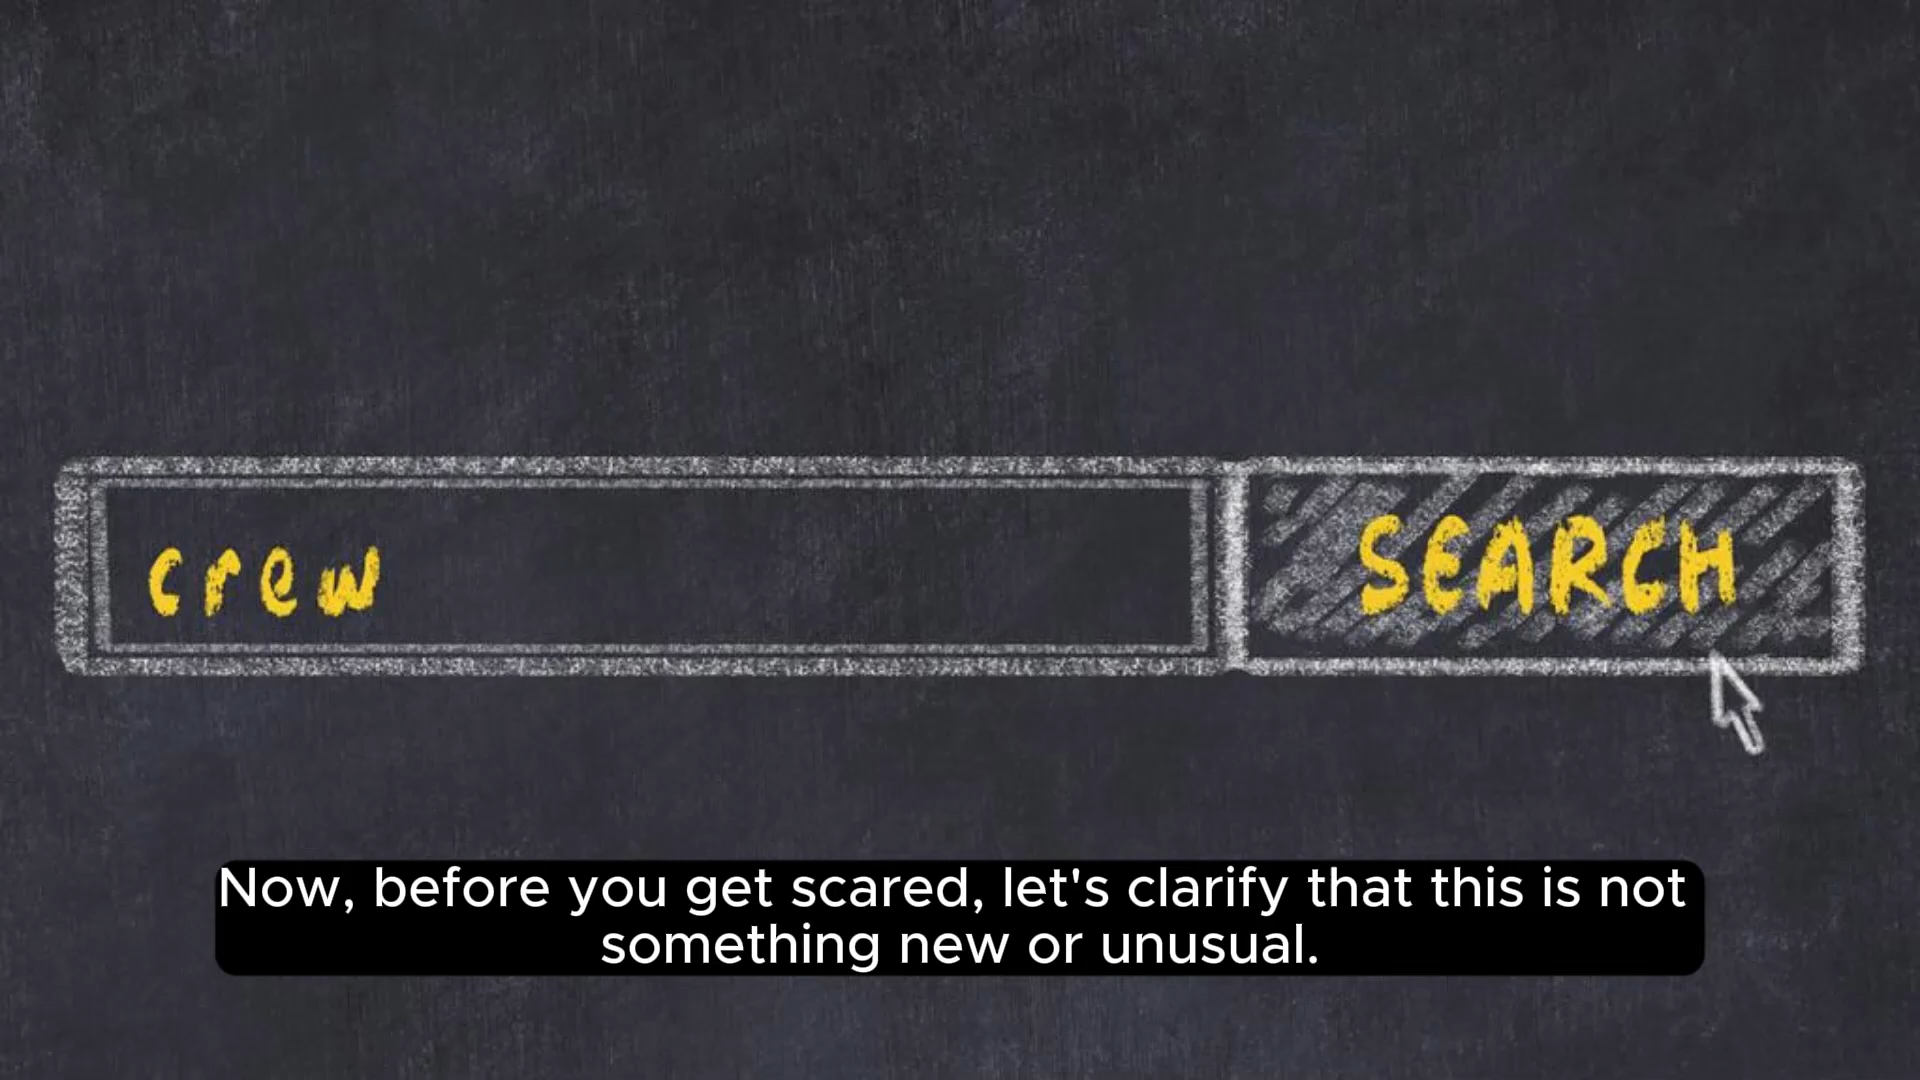 crew
SEARCH
Now, before you get scared, let's clarify that this is not
something new or unusual.